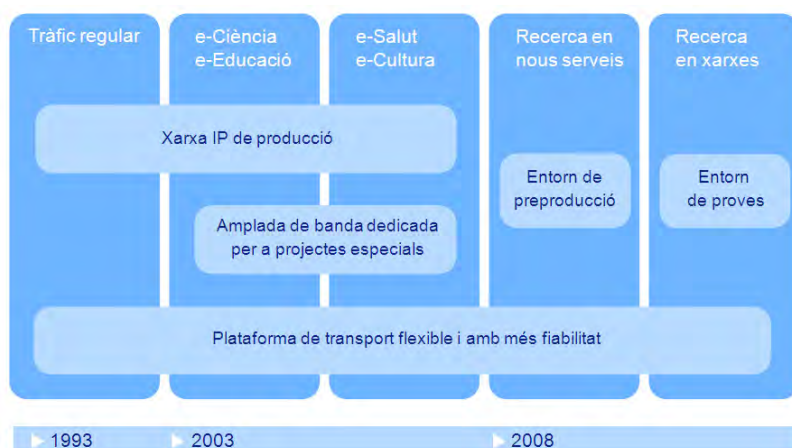 Tràfic regular
e-Ciència
e-Educació
e-Salut
e-Cultura
Recerca en
nous serveis
Recerca
en xarxes
Xarxa IP de producció
Entorn de
preproducció
Entorn
de proves
Amplada de banda dedicada
per a projectes especials
Plataforma de transport flexible i amb més fiabilitat
1993
2003
2008